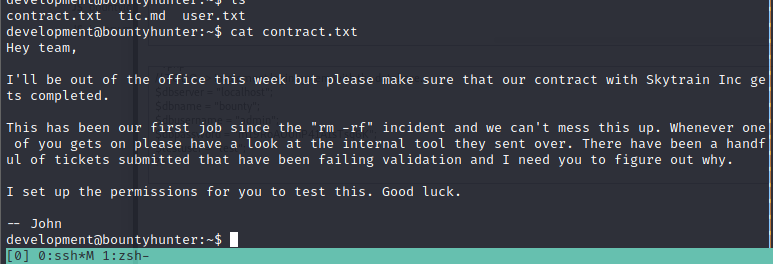 contract.txt  tic.md  user.txt
development@bountyhunter:~$ cat contract.txt
Hey team,
I'll be out of the office this week but please make sure that our contract with Skytrain Inc ge
ts completed.
This has been our first job since the "rm -rf" incident and we can't mess this up. Whenever one
 of you gets on please have a look at the internal tool they sent over. There have been a handf
ul of tickets submitted that have been failing validation and I need you to figure out why.
I set up the permissions for you to test this. Good luck.
-- John
development@bountyhunter:~$
[0] 0:ssh*M 1:zsh-